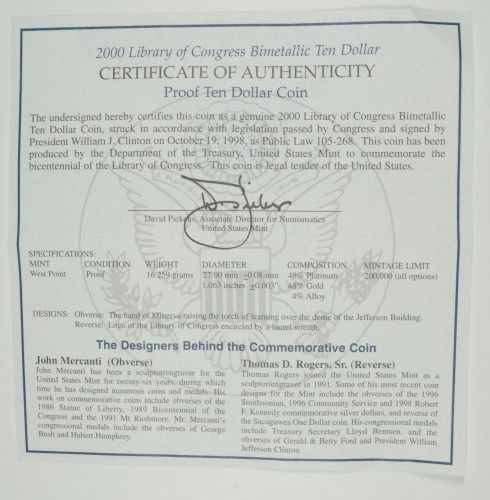 2000 Library of Congress Bimetallic Ten Dollar
CERTIFICATE OF AUTHENTICITY
Proof Ten Dollar Coin
The undersigned hereby certifies this coin as a genuine 2000 Library of Congress Bimetallic
Ten Dollar Coin, struck in accordance with legislation passed by Congress and signed by
President William J. Clinton on October 19, 1998, as Public Law 105-268. This coin has been
produced by the Department of the Treasury, United States Mint to commemorate the
bicentennial of the Library of Congress. This coin is legal tender of the United States.
David Pickens, Associate Director for Numismatics
United States Mint
SPECIFICATIONS:
MINT CONDITION WEIGHT DIAMETER COMPOSITION MINTAGE LIMIT
West Point Proof 16.259 grams 27.00 mm ±0.08 mm 48% Platinum 200,000 (all options)
1.063 inches ±0.003" 48% Gold
4% Alloy
DESIGNS: Obverse: The hand of Minerva raising the torch of learning over the dome of the Jefferson Building.
Reverse: Logo of the Library of Congress encircled by a laurel wreath.
The Designers Behind the Commemorative Coin
John Mercanti (Obverse)
John Mercanti has been a sculptor/engraver for the
United States Mint for twenty-six years, during which
time he has designed numerous coins and medals. His
work on commemorative coins include obverses of the
1986 Statue of Liberty, 1989 Bicentennial of the
Congress and the 1991 Mt Rushmore. Mr. Mercanti's
congressional medals include the obverses of George
Bush and Hubert Humphrey.
Thomas D. Rogers, Sr. (Reverse)
Thomas Rogers joined the United States Mint as a
sculptor/engraver in 1991. Some of his most recent coin
designs for the Mint include the obverses of the 1996
Smithsonian, 1996 Community Service and 1998 Robert
F. Kennedy commemorative silver dollars, and reverse of
the Sacagawea One Dollar coin. His congressional medals
include Treasury Secretary Lloyd Bentsen, and the
obverses of Gerald & Betty Ford and President William
Jefferson Clinton.